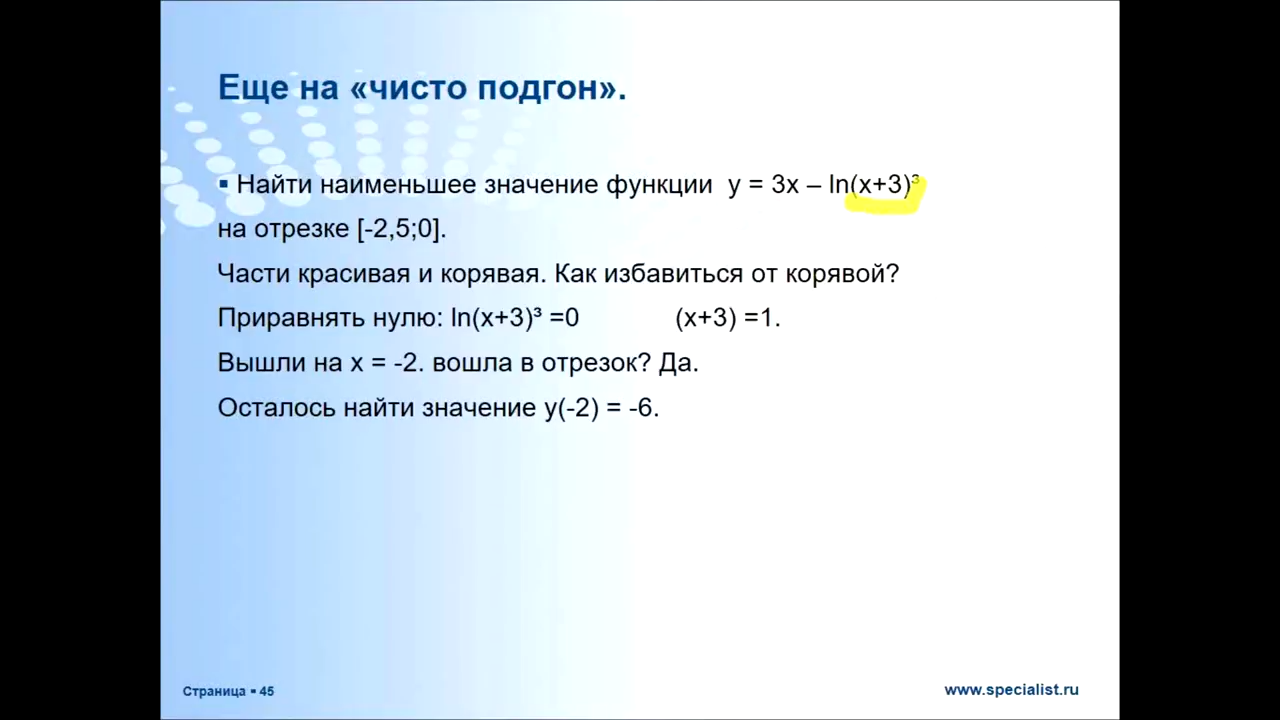 Еще на «чисто подгон».
▪ Найти наименьшее значение функции y = 3x – ln(x+3)³
на отрезке [-2,5;0].
Части красивая и корявая. Как избавиться от корявой?
Приравнять нулю: ln(x+3)³ =0 (x+3) =1.
Вышли на x = -2. вошла в отрезок? Да.
Осталось найти значение y(-2) = -6.
Страница ▪ 45
www.specialist.ru